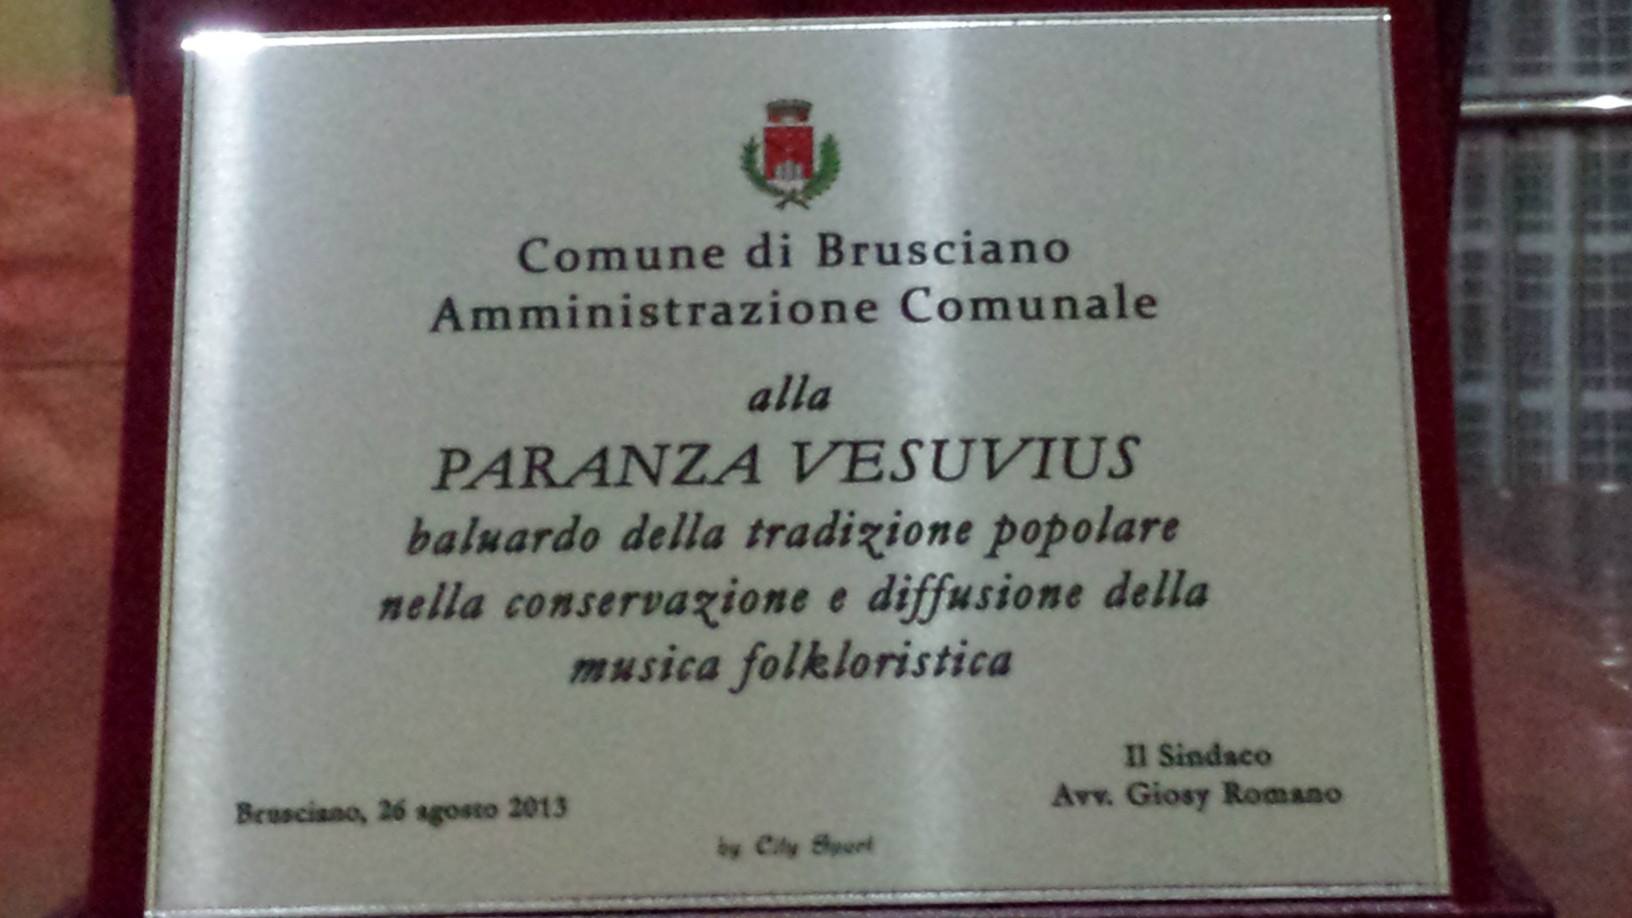 Comune di Brusciano
Amministrazione Comunale
alla
PARANZA VESUVIUS
baluardo della tradizione popolare
nella conservazione e diffusione della
musica folkloristica
Il Sindaco
Avv. Giosy Romano
Brusciano, 26 agosto 2013
by City Sport